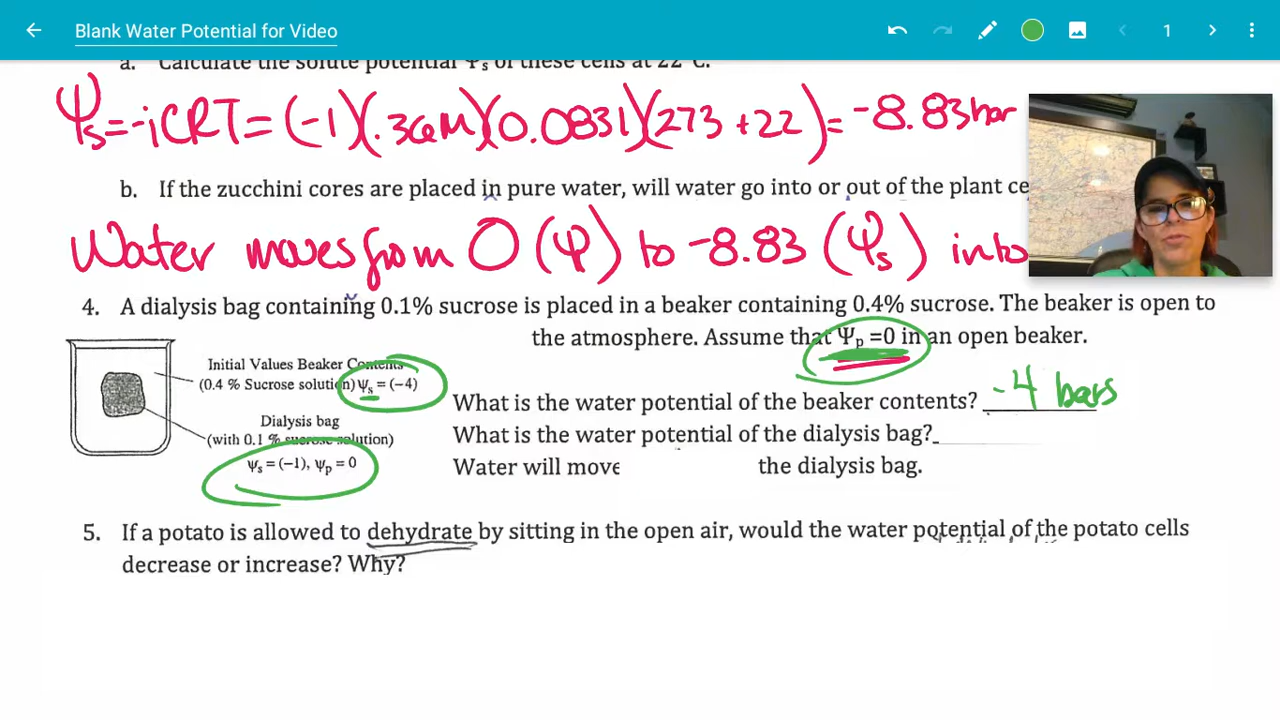 Blank Water Potential for Video
1
a. Calculate the solute potential Ψs of these cells at 22°C.
Ψs = -iCRT = (-1)(.36M)(0.0831)(273 + 22) = -8.83 bar
b. If the zucchini cores are placed in pure water, will water go into or out of the plant ce
Water moves from 0 (Ψ) to -8.83 (Ψs) into
4. A dialysis bag containing 0.1% sucrose is placed in a beaker containing 0.4% sucrose. The beaker is open to
the atmosphere. Assume that Ψp =0 in an open beaker.
Initial Values Beaker Contents
(0.4 % Sucrose solution) Ψs = (-4)
Dialysis bag
(with 0.1 % sucrose solution)
Ψs = (-1), Ψp = 0
What is the water potential of the beaker contents? -4 bars
What is the water potential of the dialysis bag?
Water will move the dialysis bag.
5. If a potato is allowed to dehydrate by sitting in the open air, would the water potential of the potato cells
decrease or increase? Why?